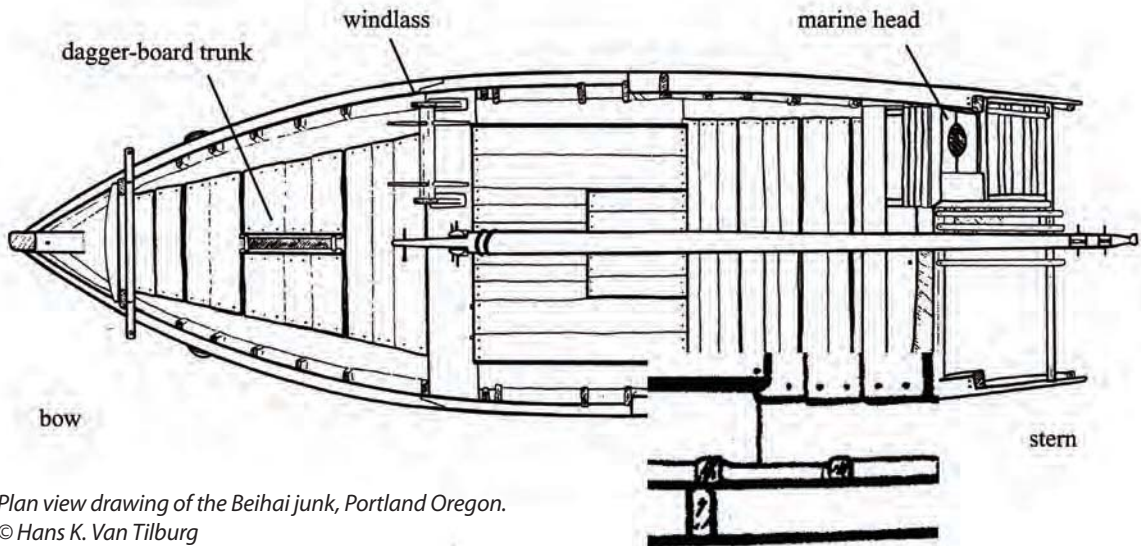 windlass
marine head
dagger-board trunk
bow
stern
Plan view drawing of the Beihai junk, Portland Oregon.
© Hans K. Van Tilburg